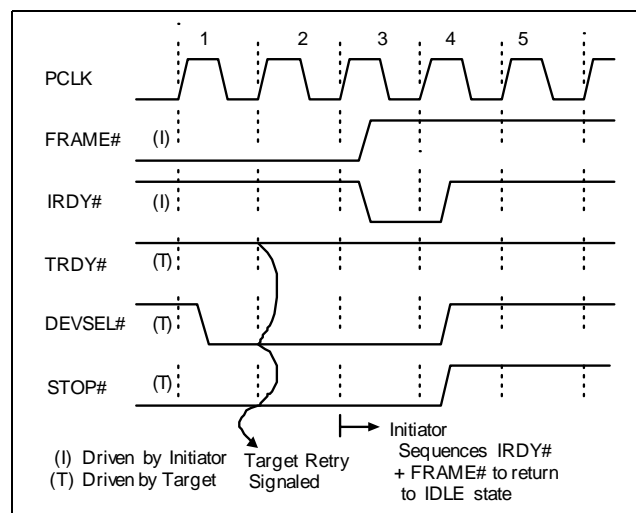 1 2 3 4 5
PCLK
FRAME# (I)
IRDY# (I)
TRDY# (T)
DEVSEL# (T)
STOP# (T)
(I) Driven by Initiator
(T) Driven by Target
Target Retry
Signaled
Initiator
Sequences IRDY#
+ FRAME# to return
to IDLE state